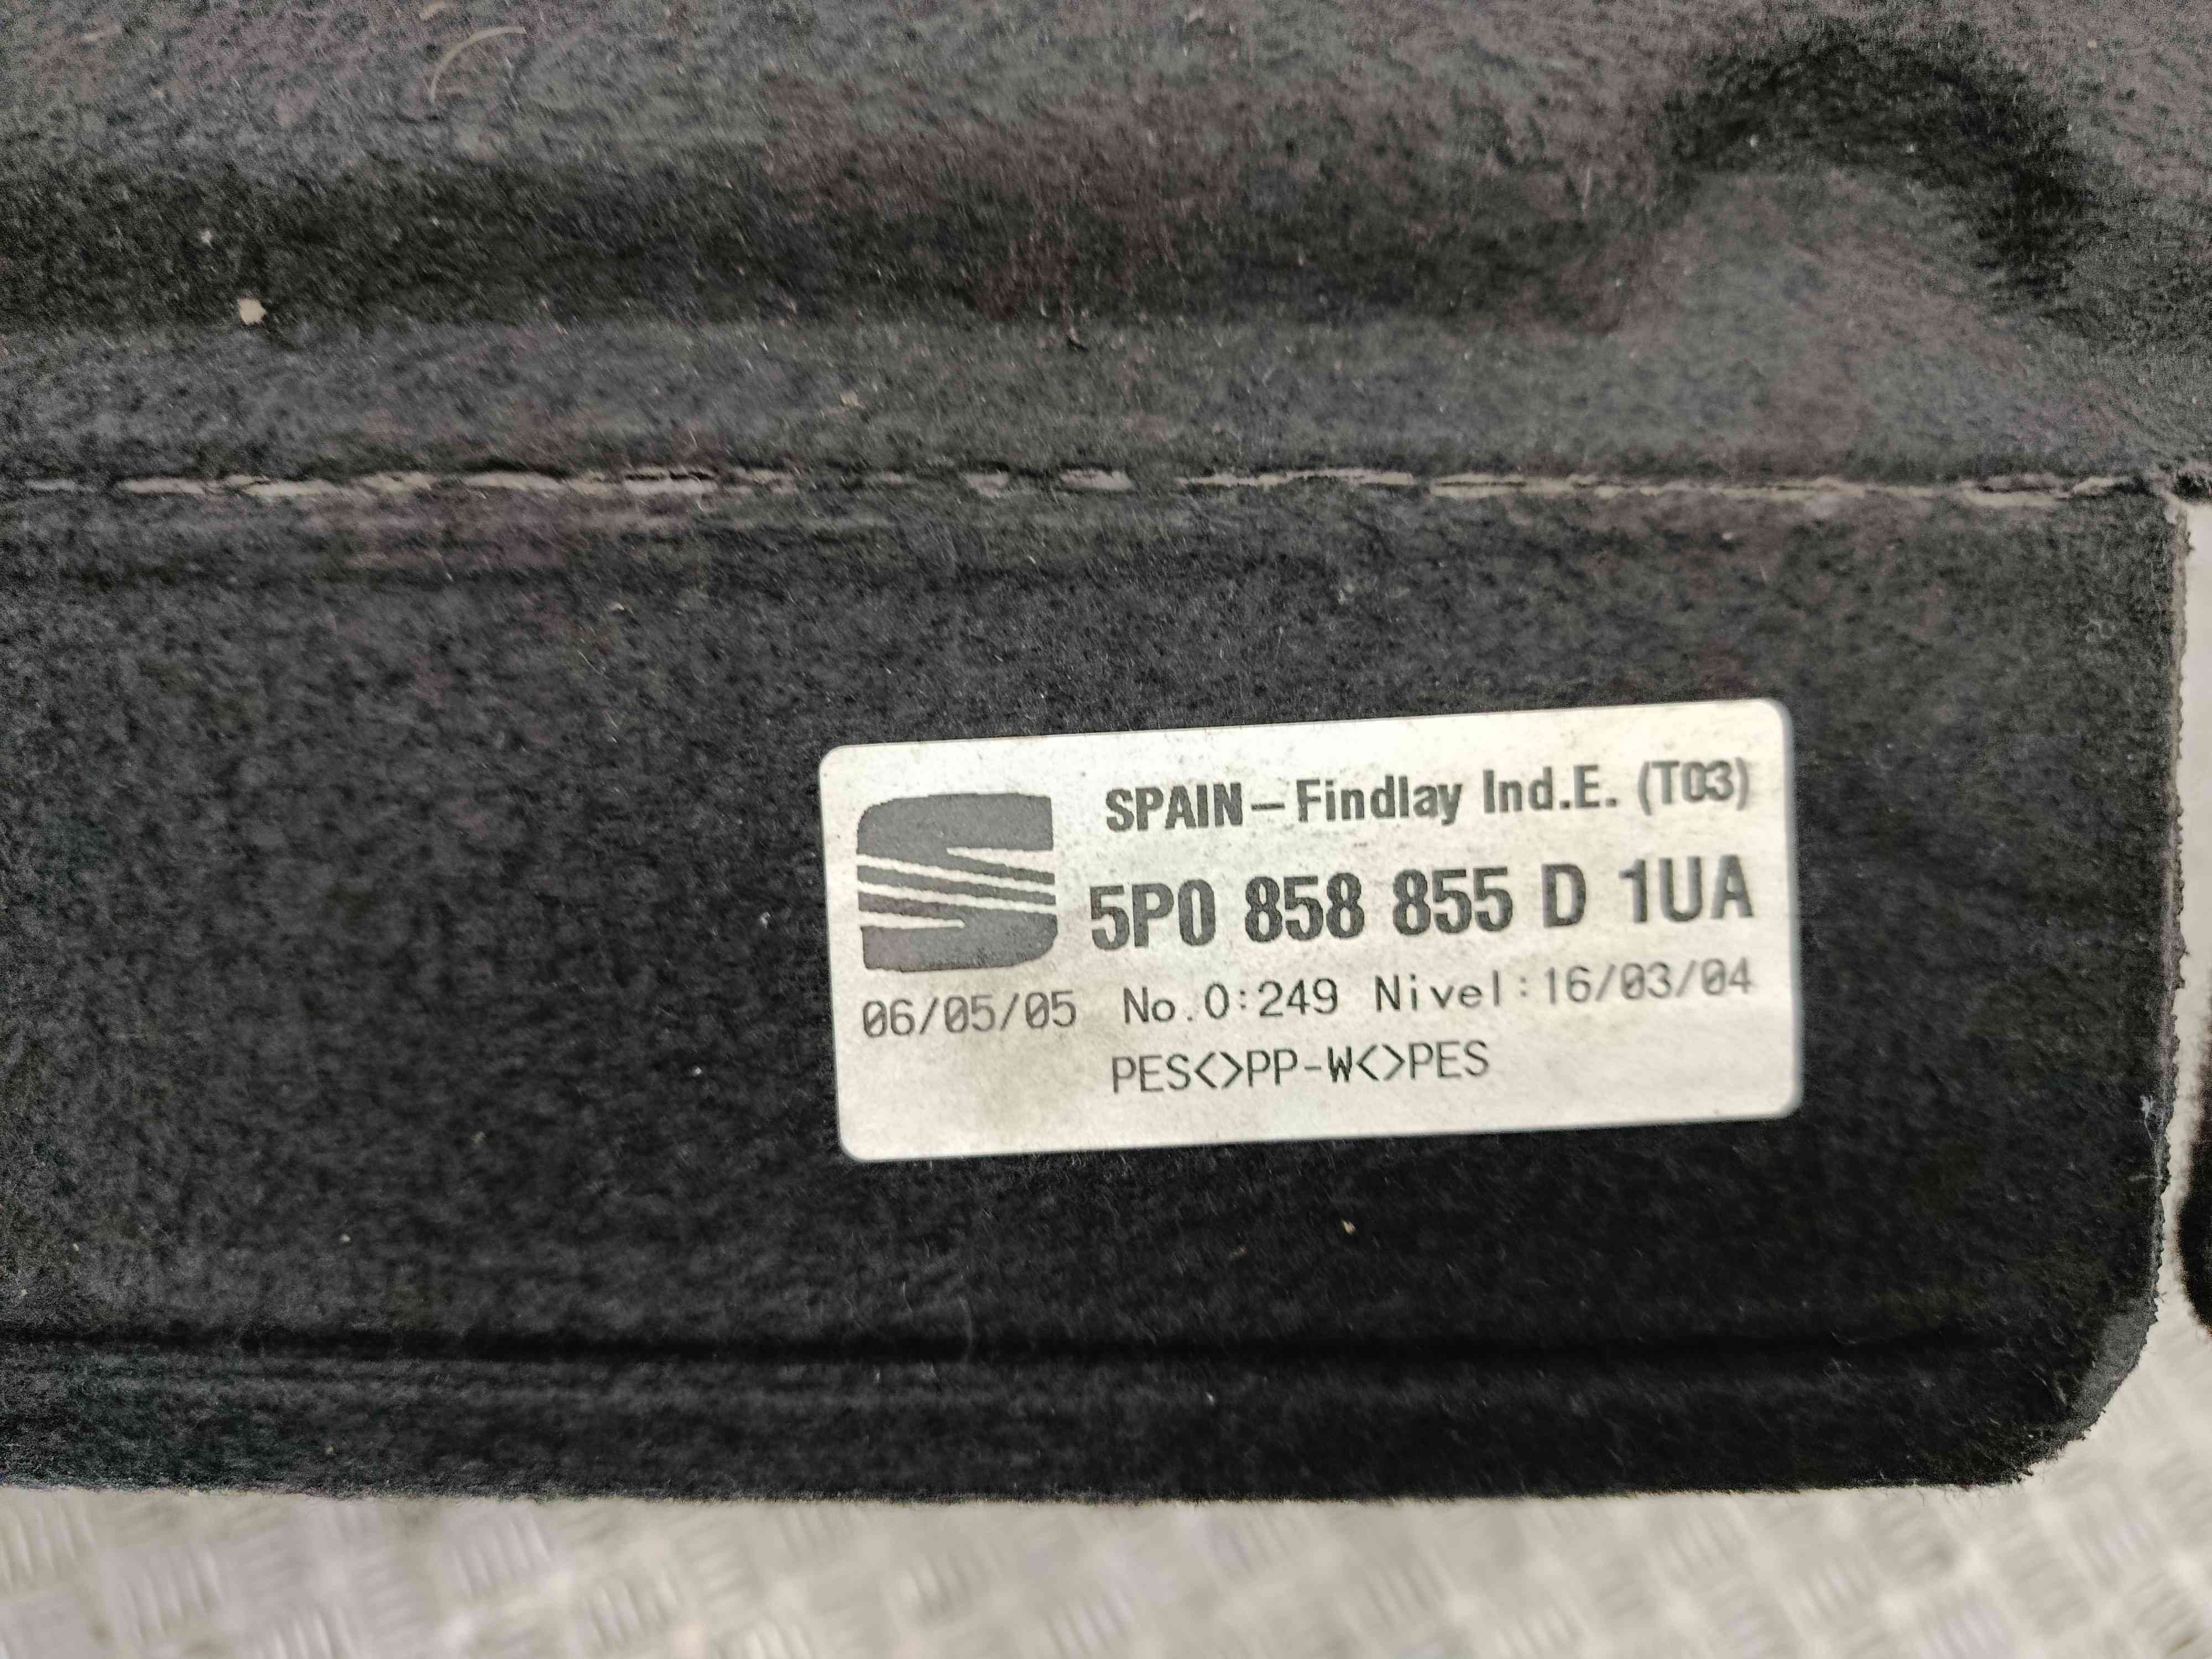 SPAIN-Findlay Ind.E. (T03)
5P0 858 855 D 1UA
06/05/05 No.0:249 Nivel:16/03/04
PES<>PP-W<>PES